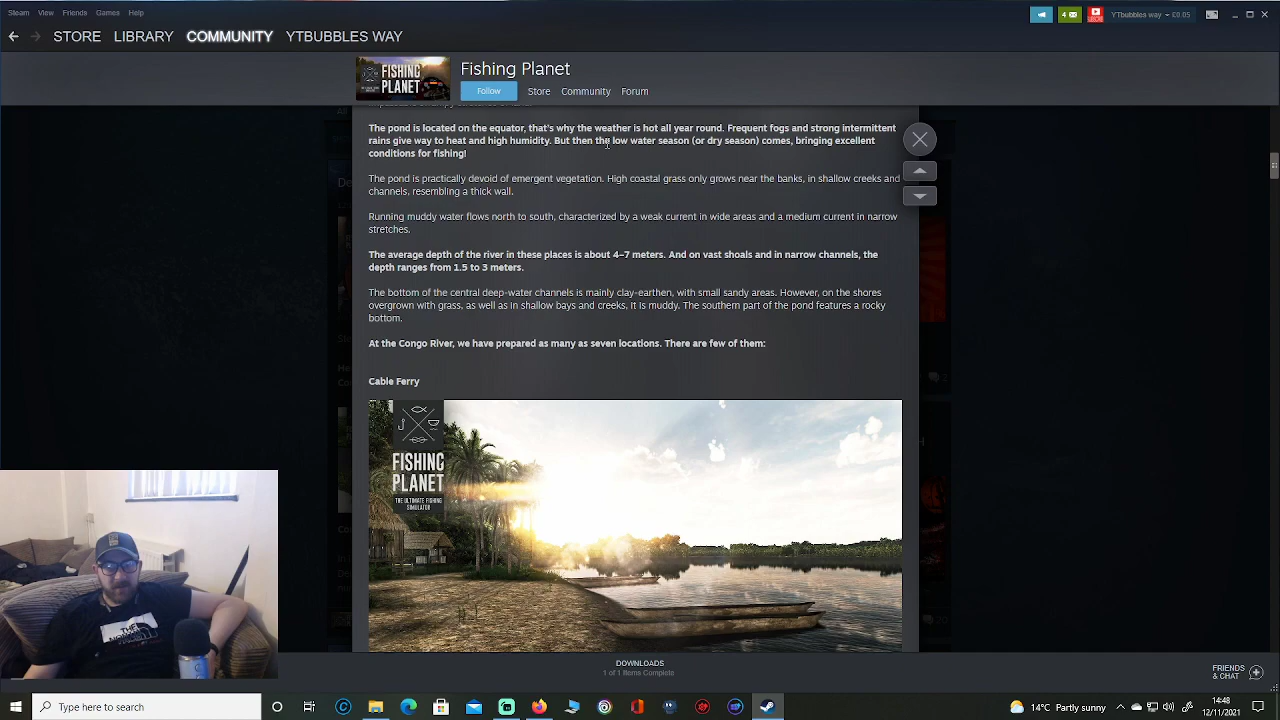 Steam View Friends Games Help
4
YTbubbles way
£0.05
STORE LIBRARY COMMUNITY YTBUBBLES WAY
FISHING
PLANET
Fishing Planet
Follow Store Community Forum
The pond is located on the equator, that's why the weather is hot all year round. Frequent fogs and strong intermittent
rains give way to heat and high humidity. But then the low water season (or dry season) comes, bringing excellent
conditions for fishing!
The pond is practically devoid of emergent vegetation. High coastal grass only grows near the banks, in shallow creeks and
channels, resembling a thick wall.
Running muddy water flows north to south, characterized by a weak current in wide areas and a medium current in narrow
stretches.
The average depth of the river in these places is about 4–7 meters. And on vast shoals and in narrow channels, the
depth ranges from 1.5 to 3 meters.
The bottom of the central deep-water channels is mainly clay-earthen, with small sandy areas. However, on the shores
overgrown with grass, as well as in shallow bays and creeks, it is muddy. The southern part of the pond features a rocky
bottom.
At the Congo River, we have prepared as many as seven locations. There are few of them:
Cable Ferry
FISHING
PLANET
THE ULTIMATE FISHING
SIMULATOR
DOWNLOADS
1 of 1 Items Complete
FRIENDS
& CHAT
Type here to search
14°C Partly sunny
14:48
12/11/2021